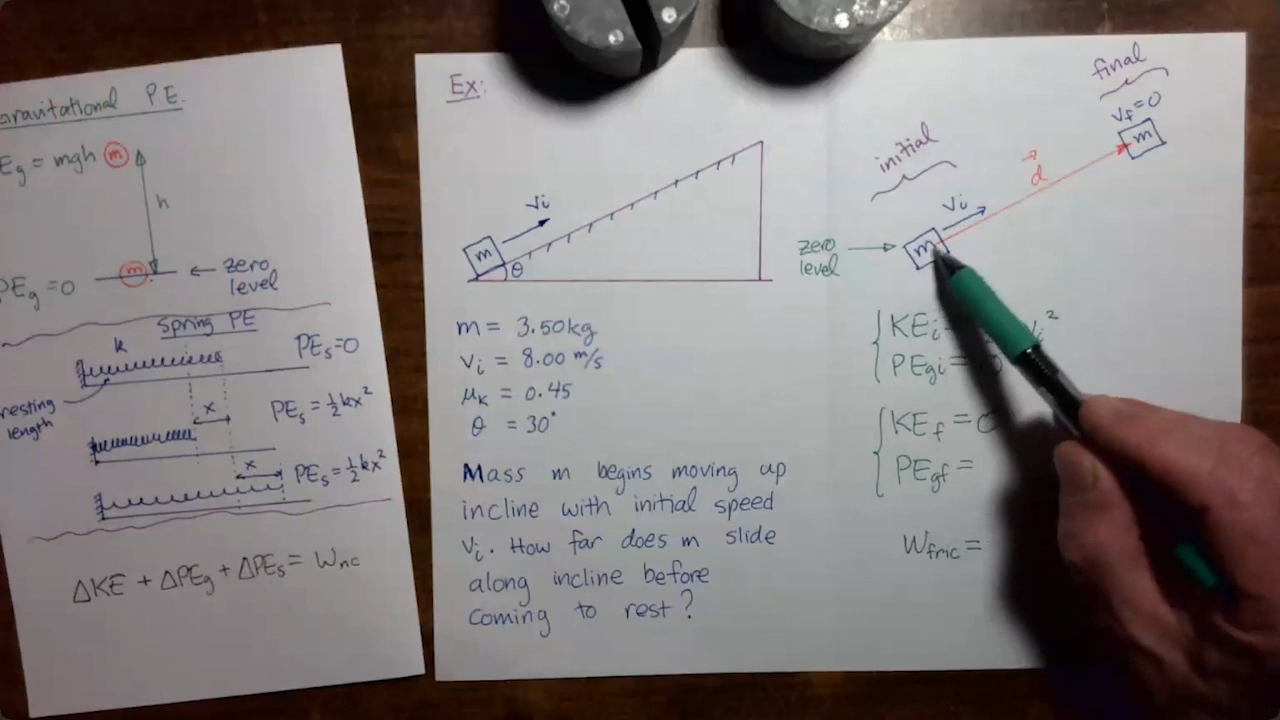 Gravitational PE.
Eg = mgh
m
h
m
PEg = 0
zero
level
spring PE
k
PEs = 0
resting
length
x
PEs = ½kx²
x
PEs = ½kx²
ΔKE + ΔPEg + ΔPEs = Wnc
Ex:
vi
m
θ
m = 3.50 kg
vi = 8.00 m/s
μk = 0.45
θ = 30°
Mass m begins moving up
incline with initial speed
vi. How far does m slide
along incline before
coming to rest?
final
vf = 0
m
initial
d
vi
zero
level
m
KEi
vi²
PEgi =
KEf = 0
PEgf =
Wfric =